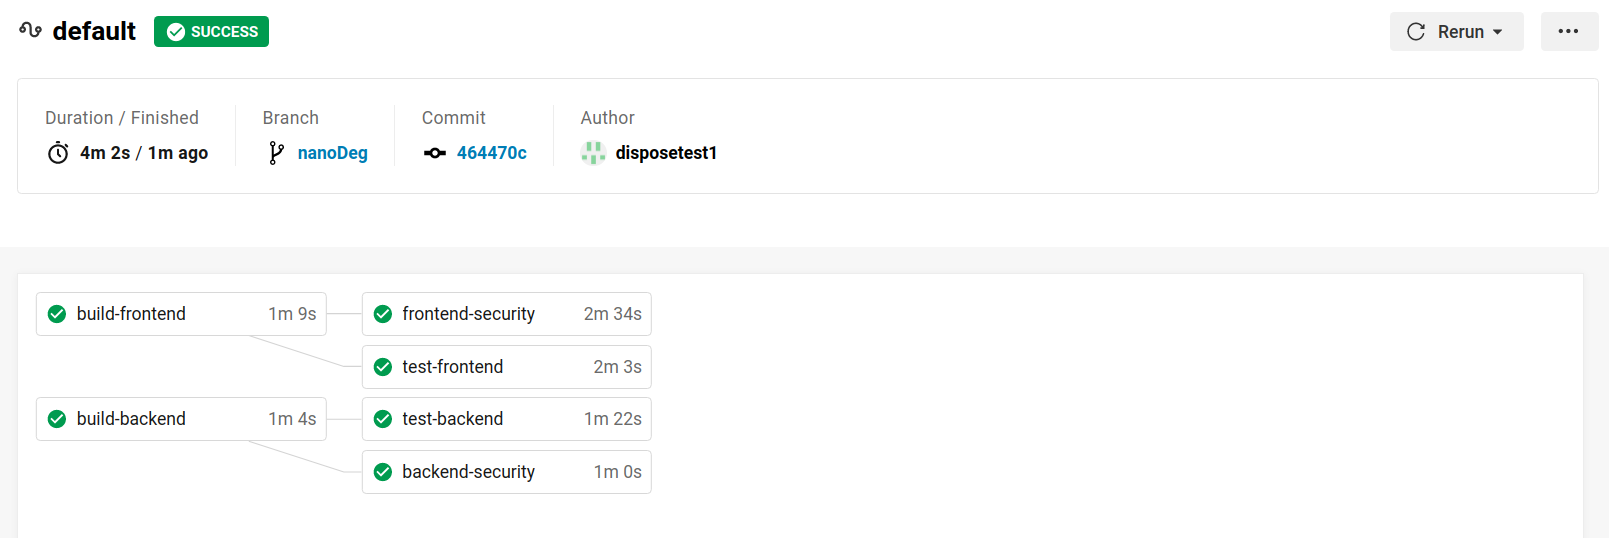 default SUCCESS Rerun
Duration / Finished Branch Commit Author
4m 2s / 1m ago nanoDeg 464470c disposetest1
build-frontend 1m 9s frontend-security 2m 34s
test-frontend 2m 3s
build-backend 1m 4s test-backend 1m 22s
backend-security 1m 0s